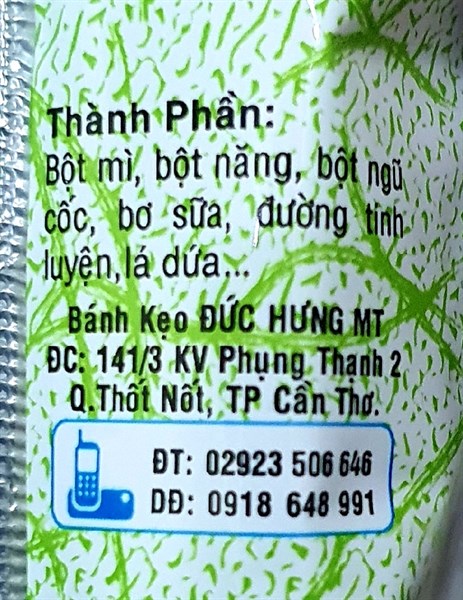 Thành Phần:
Bột mì, bột năng, bột ngũ
cốc, bơ sữa, đường tinh
luyện,lá dứa...
Bánh Kẹo ĐỨC HƯNG MT
ĐC: 141/3 KV Phụng Thạnh 2
Q.Thốt Nốt, TP Cần Thơ.
ĐT: 02923 506 646
DĐ: 0918 648 991